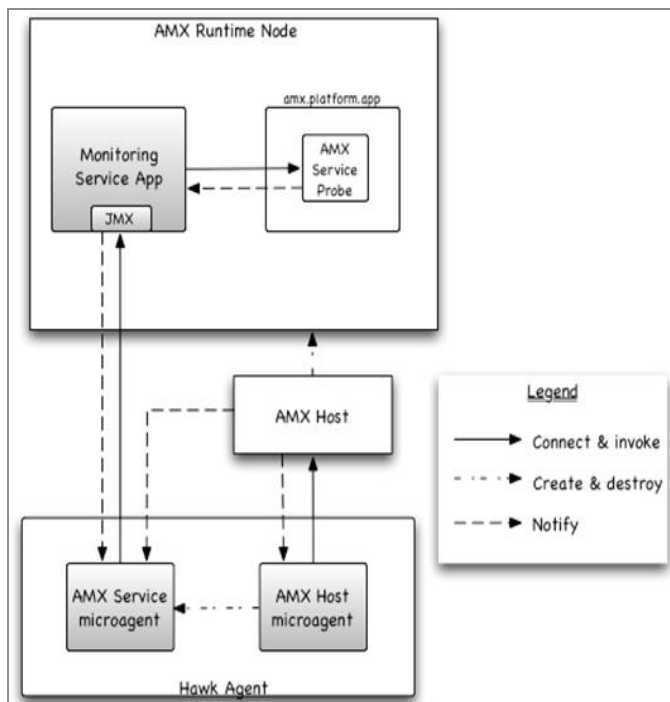 AMX Runtime Node
amx.platform.app
Monitoring
Service App
JMX
AMX
Service
Probe
AMX Host
Legend
Connect & invoke
Create & destroy
Notify
AMX Service
microagent
AMX Host
microagent
Hawk Agent